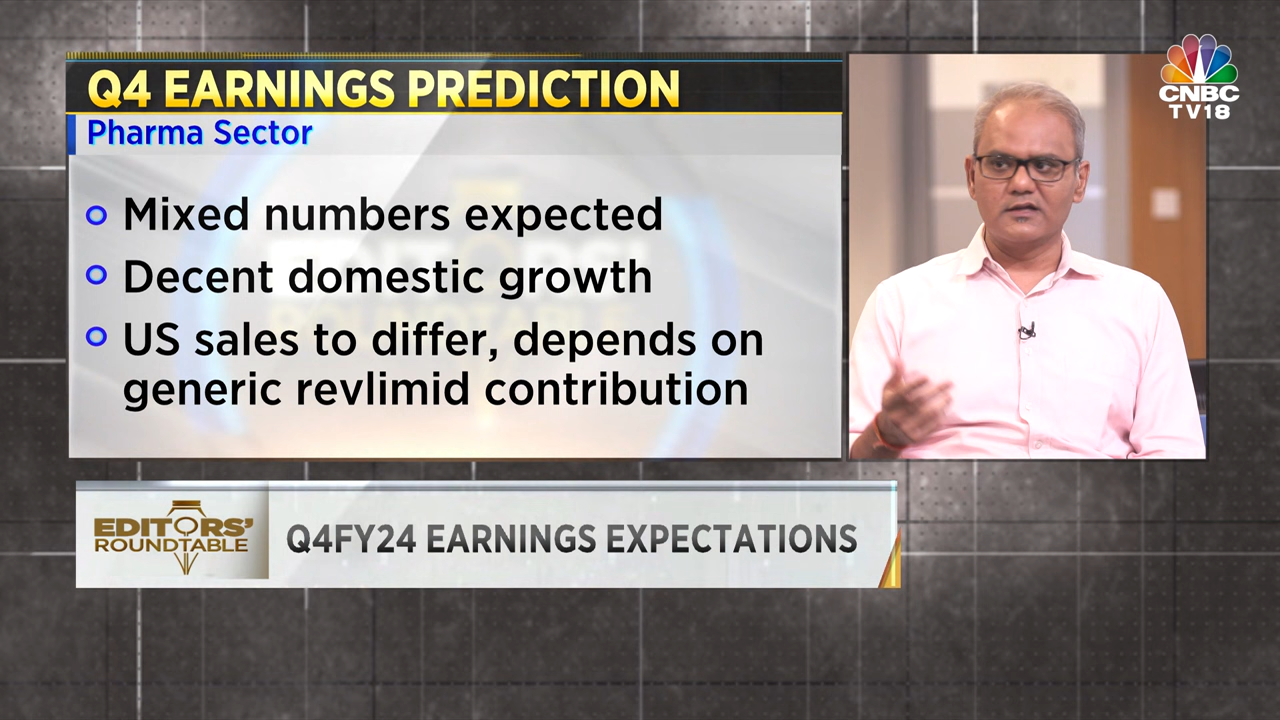 Q4 EARNINGS PREDICTION
Pharma Sector
Mixed numbers expected
Decent domestic growth
US sales to differ, depends on
generic revlimid contribution
CNBC
TV18
EDITORS'
ROUNDTABLE
Q4FY24 EARNINGS EXPECTATIONS